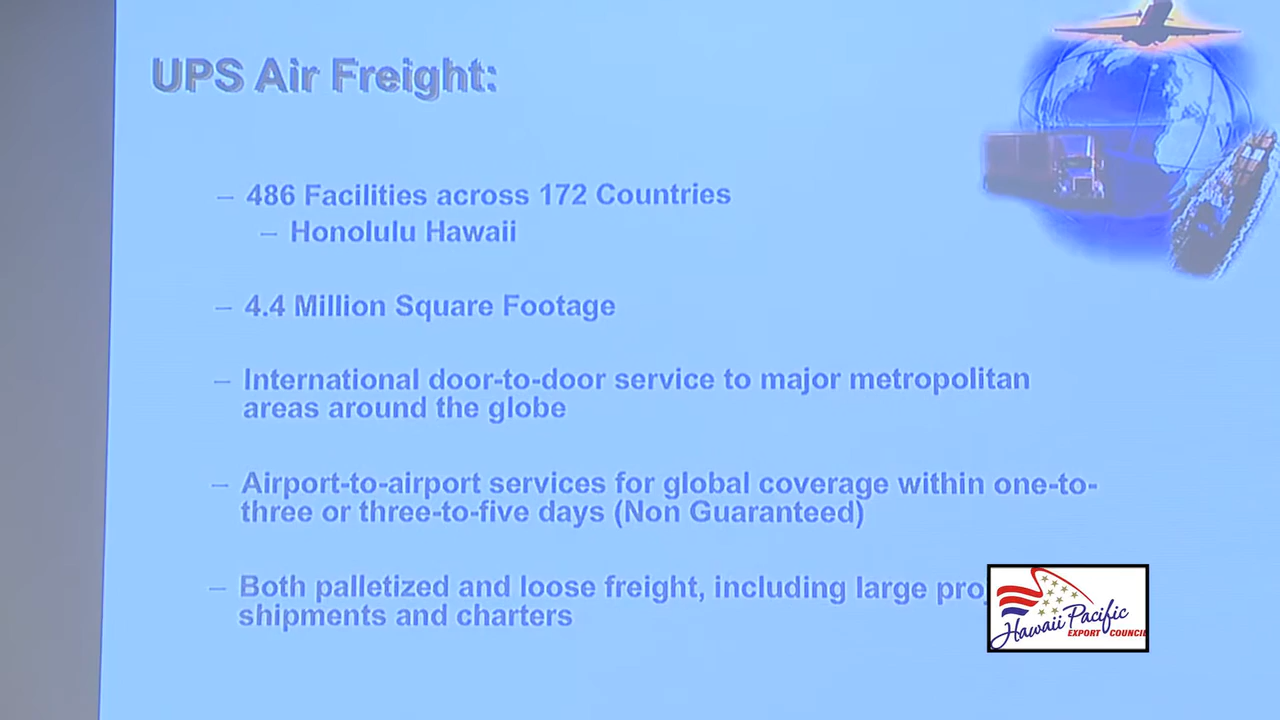 UPS Air Freight:
– 486 Facilities across 172 Countries
– Honolulu Hawaii
– 4.4 Million Square Footage
– International door-to-door service to major metropolitan
areas around the globe
– Airport-to-airport services for global coverage within one-to-
three or three-to-five days (Non Guaranteed)
– Both palletized and loose freight, including large
shipments and charters
Hawaii Pacific
EXPORT COUNCIL